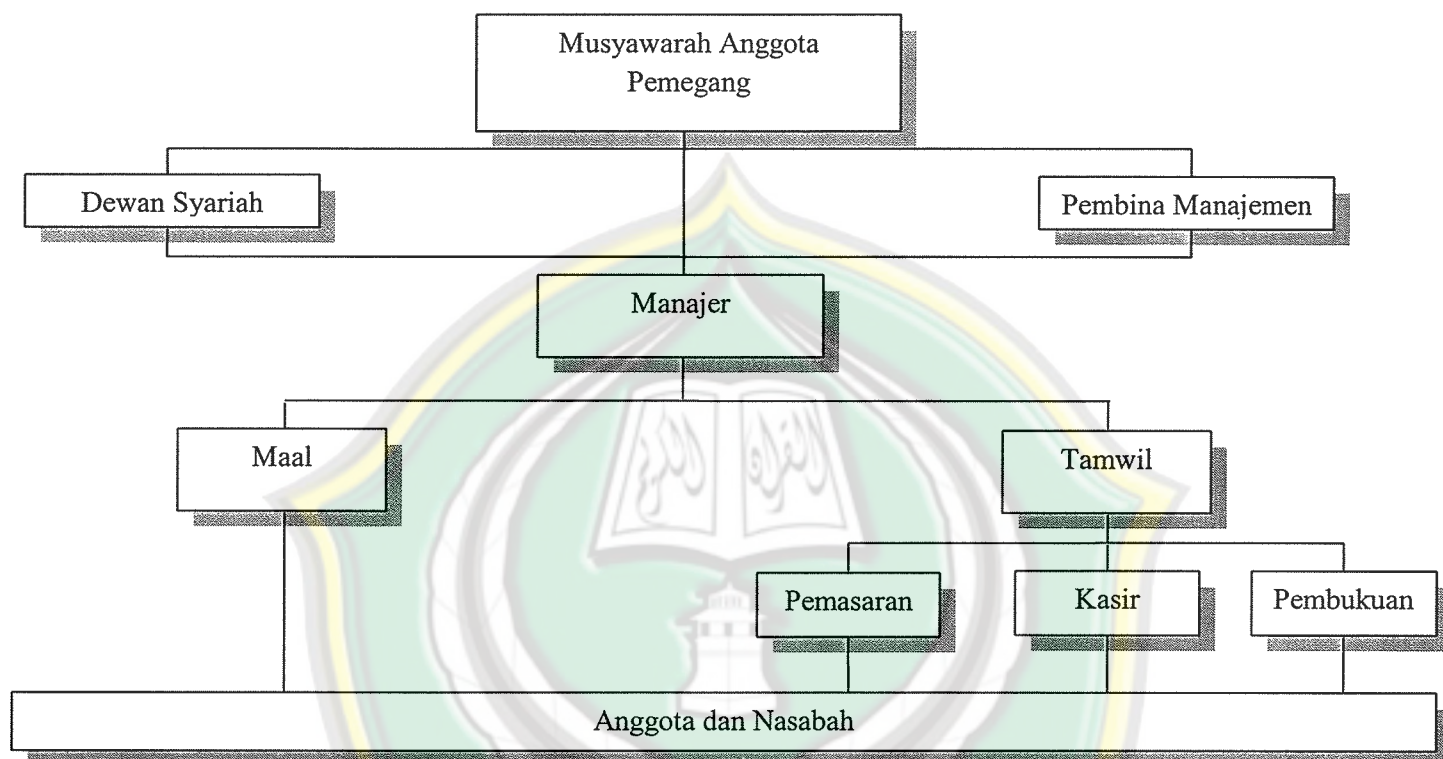 Musyawarah Anggota
Pemegang
Dewan Syariah
Pembina Manajemen
Manajer
Maal
Tamwil
Pemasaran
Kasir
Pembukuan
Anggota dan Nasabah